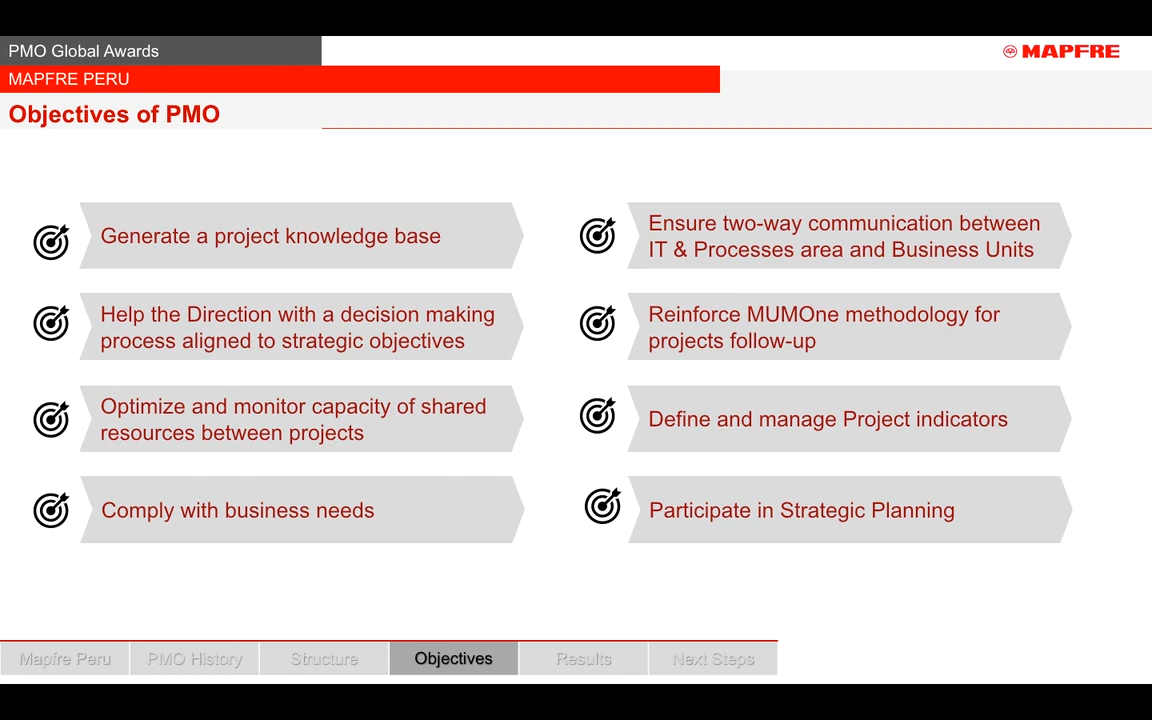 PMO Global Awards
MAPFRE
MAPFRE PERU
Objectives of PMO
Generate a project knowledge base
Help the Direction with a decision making
process aligned to strategic objectives
Optimize and monitor capacity of shared
resources between projects
Comply with business needs
Ensure two-way communication between
IT & Processes area and Business Units
Reinforce MUMOne methodology for
projects follow-up
Define and manage Project indicators
Participate in Strategic Planning
Mapfre Peru
PMO History
Structure
Objectives
Results
Next Steps